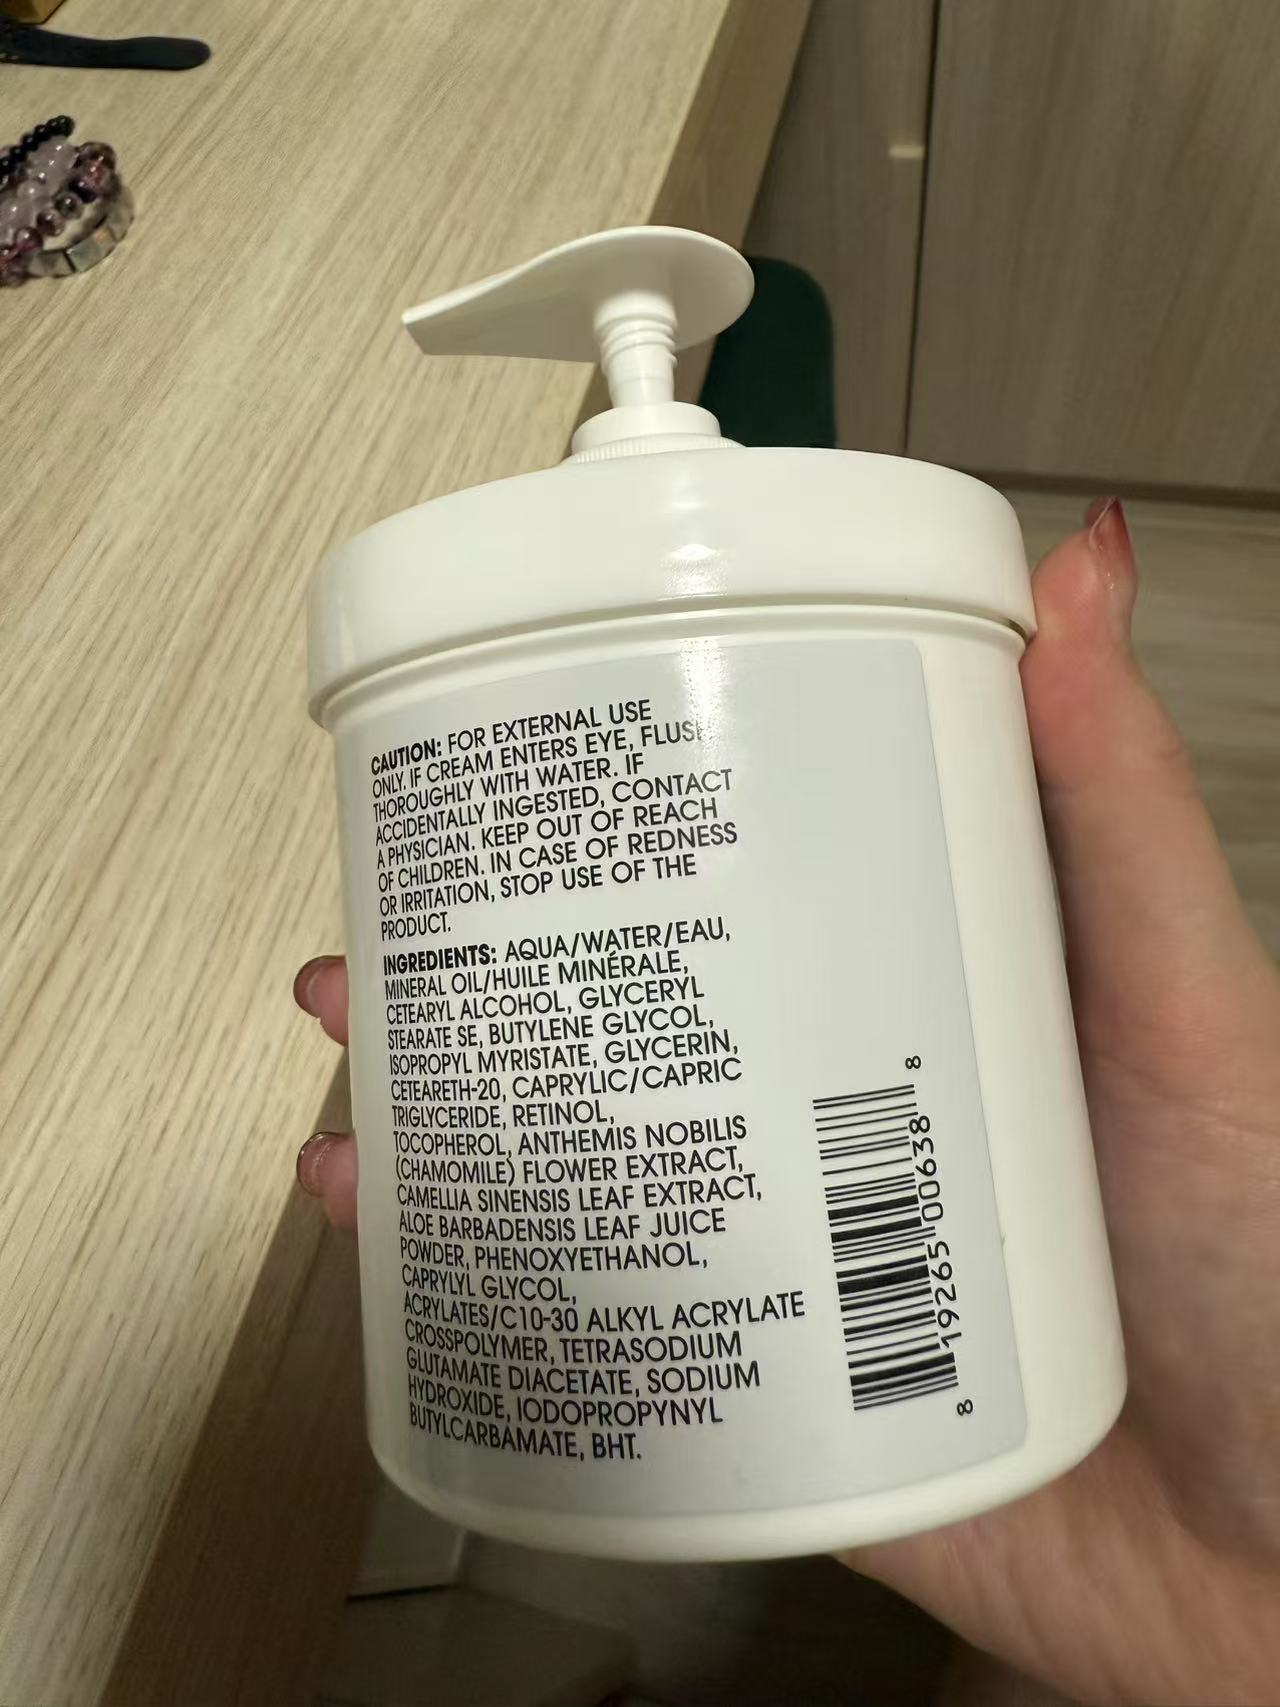 CAUTION: FOR EXTERNAL USE
ONLY. IF CREAM ENTERS EYE, FLUSH
THOROUGHLY WITH WATER. IF
ACCIDENTALLY INGESTED, CONTACT
A PHYSICIAN. KEEP OUT OF REACH
OF CHILDREN. IN CASE OF REDNESS
OR IRRITATION, STOP USE OF THE
PRODUCT.
INGREDIENTS: AQUA/WATER/EAU,
MINERAL OIL/HUILE MINÉRALE,
CETEARYL ALCOHOL, GLYCERYL
STEARATE SE, BUTYLENE GLYCOL,
ISOPROPYL MYRISTATE, GLYCERIN,
CETEARETH-20, CAPRYLIC/CAPRIC
TRIGLYCERIDE, RETINOL,
TOCOPHEROL, ANTHEMIS NOBILIS
(CHAMOMILE) FLOWER EXTRACT,
CAMELLIA SINENSIS LEAF EXTRACT,
ALOE BARBADENSIS LEAF JUICE
POWDER, PHENOXYETHANOL,
CAPRYLYL GLYCOL,
ACRYLATES/C10-30 ALKYL ACRYLATE
CROSSPOLYMER, TETRASODIUM
GLUTAMATE DIACETATE, SODIUM
HYDROXIDE, IODOPROPYNYL
BUTYLCARBAMATE, BHT.
8 19265 00638 8